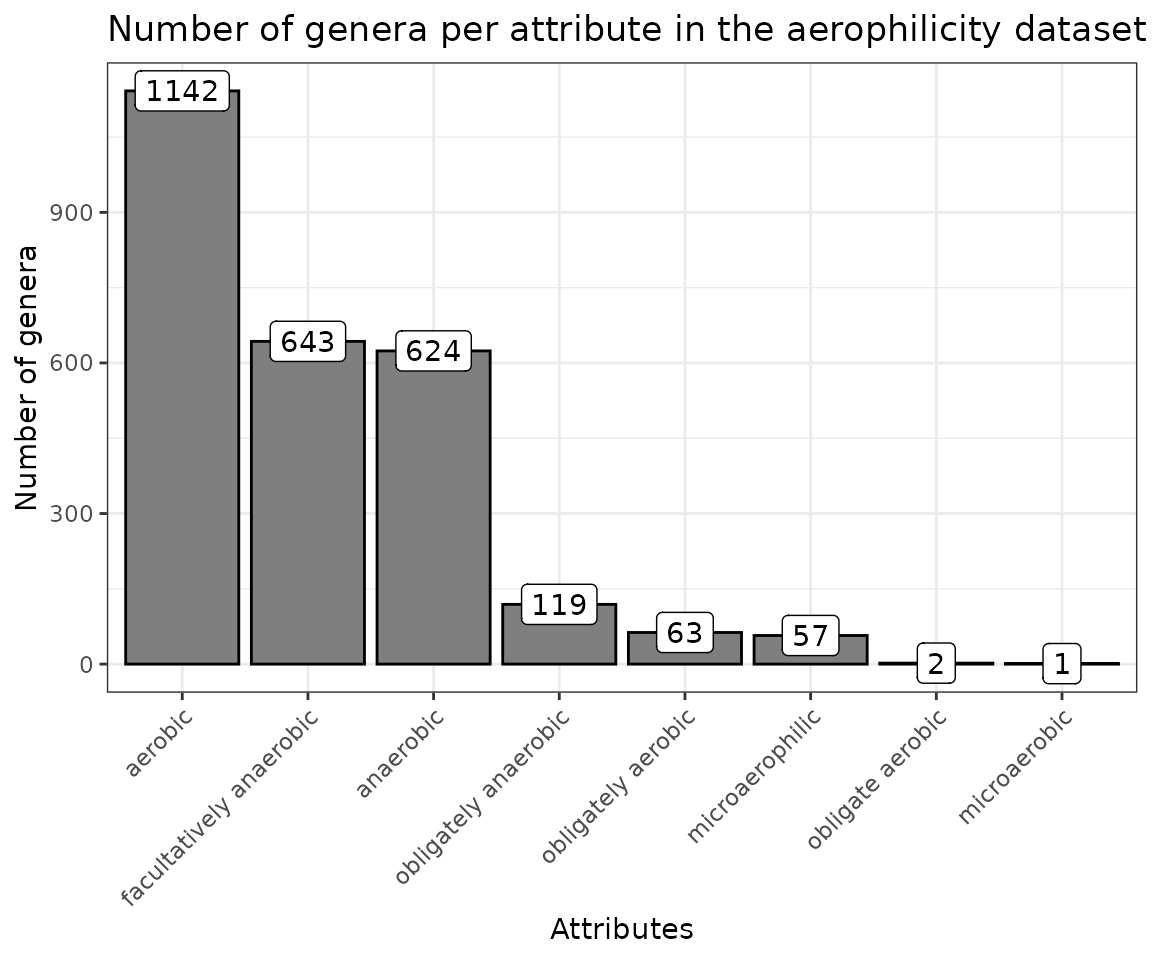 Number of genera per attribute in the aerophilicity dataset
Number of genera
900
600
300
0
1142
643
624
119
63
57
2
1
aerobic
facultatively anaerobic
anaerobic
obligately anaerobic
obligately aerobic
microaerophilic
obligate aerobic
microaerobic
Attributes